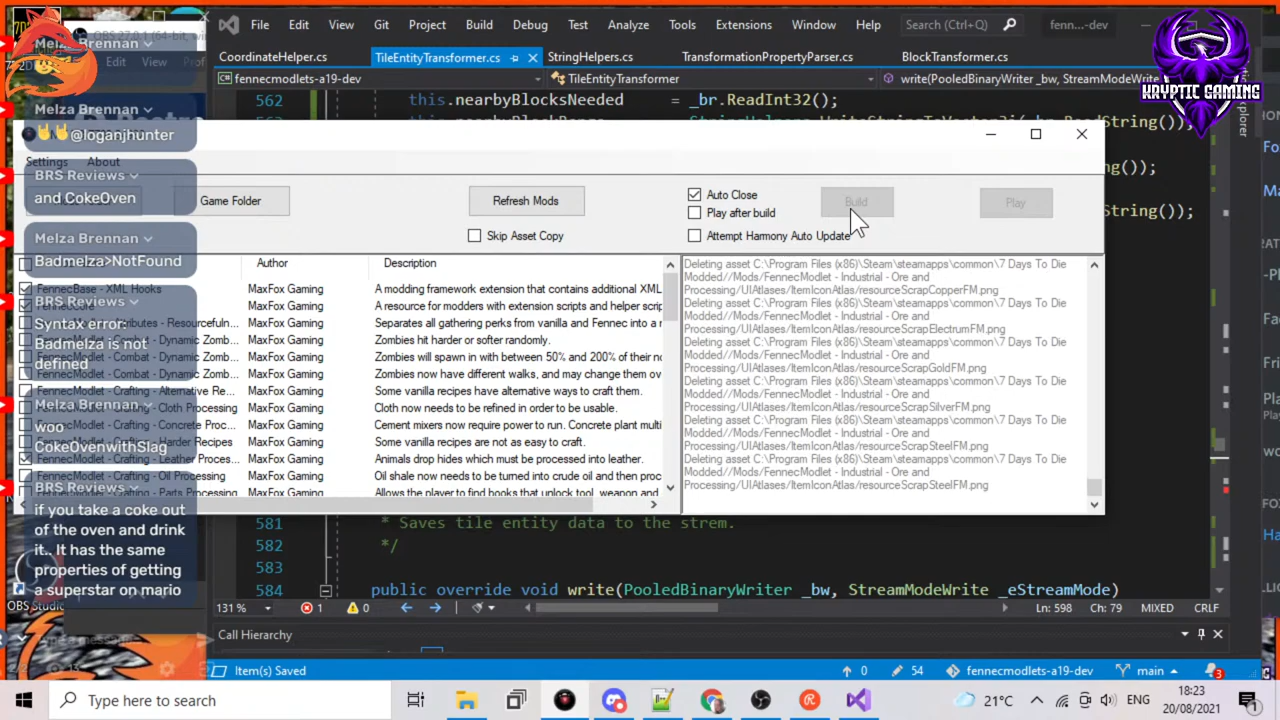 File Edit View Git Project Build Debug Test Analyze Tools Extensions Window Help Search (Ctrl+Q) fenn...-dev
OBS 27.0.1 (64-bit, wi
Edit View
CoordinateHelper.cs TileEntityTransformer.cs StringHelpers.cs TransformationPropertyParser.cs BlockTransformer.cs
fennecmodlets-a19-dev TileEntityTransformer write(PooledBinaryWriter _bw, StreamModeWrite
562 this.nearbyBlocksNeeded = _br.ReadInt32();
KRYPTIC GAMING
Melza Brennan
Melza Brennan
@loganjhunter
BRS Reviews
and CokeOven
Melza Brennan
Badmelza>NotFound
BRS Reviews
Syntax error:
Badmelza is not
defined
Melza Brennan
woo
CokeOvenwithSlag
BRS Reviews
if you take a coke out
of the oven and drink
it.. It has the same
properties of getting
a superstar on mario
OBS Studio
Settings About
Game Folder Refresh Mods
Skip Asset Copy
Auto Close
Play after build
Attempt Harmony Auto Update
Build Play
Author Description
FennecBase - XML Hooks MaxFox Gaming A modding framework extension that contains additional XML
FennecCore MaxFox Gaming A resource for modders with extension scripts and helper scrip
Attributes - Resourcefuln... MaxFox Gaming Separates all gathering perks from vanilla and Fennec into a r
FennecModlet - Combat - Dynamic Zomb... MaxFox Gaming Zombies hit harder or softer randomly.
FennecModlet - Combat - Dynamic Zomb... MaxFox Gaming Zombies will spawn in with between 50% and 200% of their no
FennecModlet - Combat - Dynamic Zomb... MaxFox Gaming Zombies now have different walks, and may change them ov
FennecModlet - Crafting - Alternative Re... MaxFox Gaming Some vanilla recipes have alternative ways to craft them.
FennecModlet - Crafting - Cloth Processing MaxFox Gaming Cloth now needs to be refined in order to be usable.
FennecModlet - Crafting - Concrete Proc... MaxFox Gaming Cement mixers now require power to run. Concrete plant multi
FennecModlet - Crafting - Harder Recipes MaxFox Gaming Some vanilla recipes are not as easy to craft.
FennecModlet - Crafting - Leather Proces... MaxFox Gaming Animals drop hides which must be processed into leather.
FennecModlet - Crafting - Oil Processing MaxFox Gaming Oil shale now needs to be turned into crude oil and then proc
FennecModlet - Crafting - Parts Processing MaxFox Gaming Allows the player to find books that unlock tool, weapon and
Deleting asset C:\Program Files (x86)\Steam\steamapps\common\7 Days To Die
Modded//Mods/FennecModlet - Industrial - Ore and
Processing/UIAtlases/ItemIconAtlas/resourceScrapCopperFM.png
Deleting asset C:\Program Files (x86)\Steam\steamapps\common\7 Days To Die
Modded//Mods/FennecModlet - Industrial - Ore and
Processing/UIAtlases/ItemIconAtlas/resourceScrapElectrumFM.png
Deleting asset C:\Program Files (x86)\Steam\steamapps\common\7 Days To Die
Modded//Mods/FennecModlet - Industrial - Ore and
Processing/UIAtlases/ItemIconAtlas/resourceScrapGoldFM.png
Deleting asset C:\Program Files (x86)\Steam\steamapps\common\7 Days To Die
Modded//Mods/FennecModlet - Industrial - Ore and
Processing/UIAtlases/ItemIconAtlas/resourceScrapSilverFM.png
Deleting asset C:\Program Files (x86)\Steam\steamapps\common\7 Days To Die
Modded//Mods/FennecModlet - Industrial - Ore and
Processing/UIAtlases/ItemIconAtlas/resourceScrapSteelFM.png
Deleting asset C:\Program Files (x86)\Steam\steamapps\common\7 Days To Die
Modded//Mods/FennecModlet - Industrial - Ore and
Processing/UIAtlases/ItemIconAtlas/resourceScrapSteelFM.png
581
* Saves tile entity data to the strem.
582 */
583
584 public override void write(PooledBinaryWriter _bw, StreamModeWrite _eStreamMode)
131 % 1 0 Ln: 598 Ch: 79 MIXED CRLF
Call Hierarchy
Item(s) Saved 0 54 fennecmodlets-a19-dev main 3
Type here to search 21°C ENG 18:23
20/08/2021